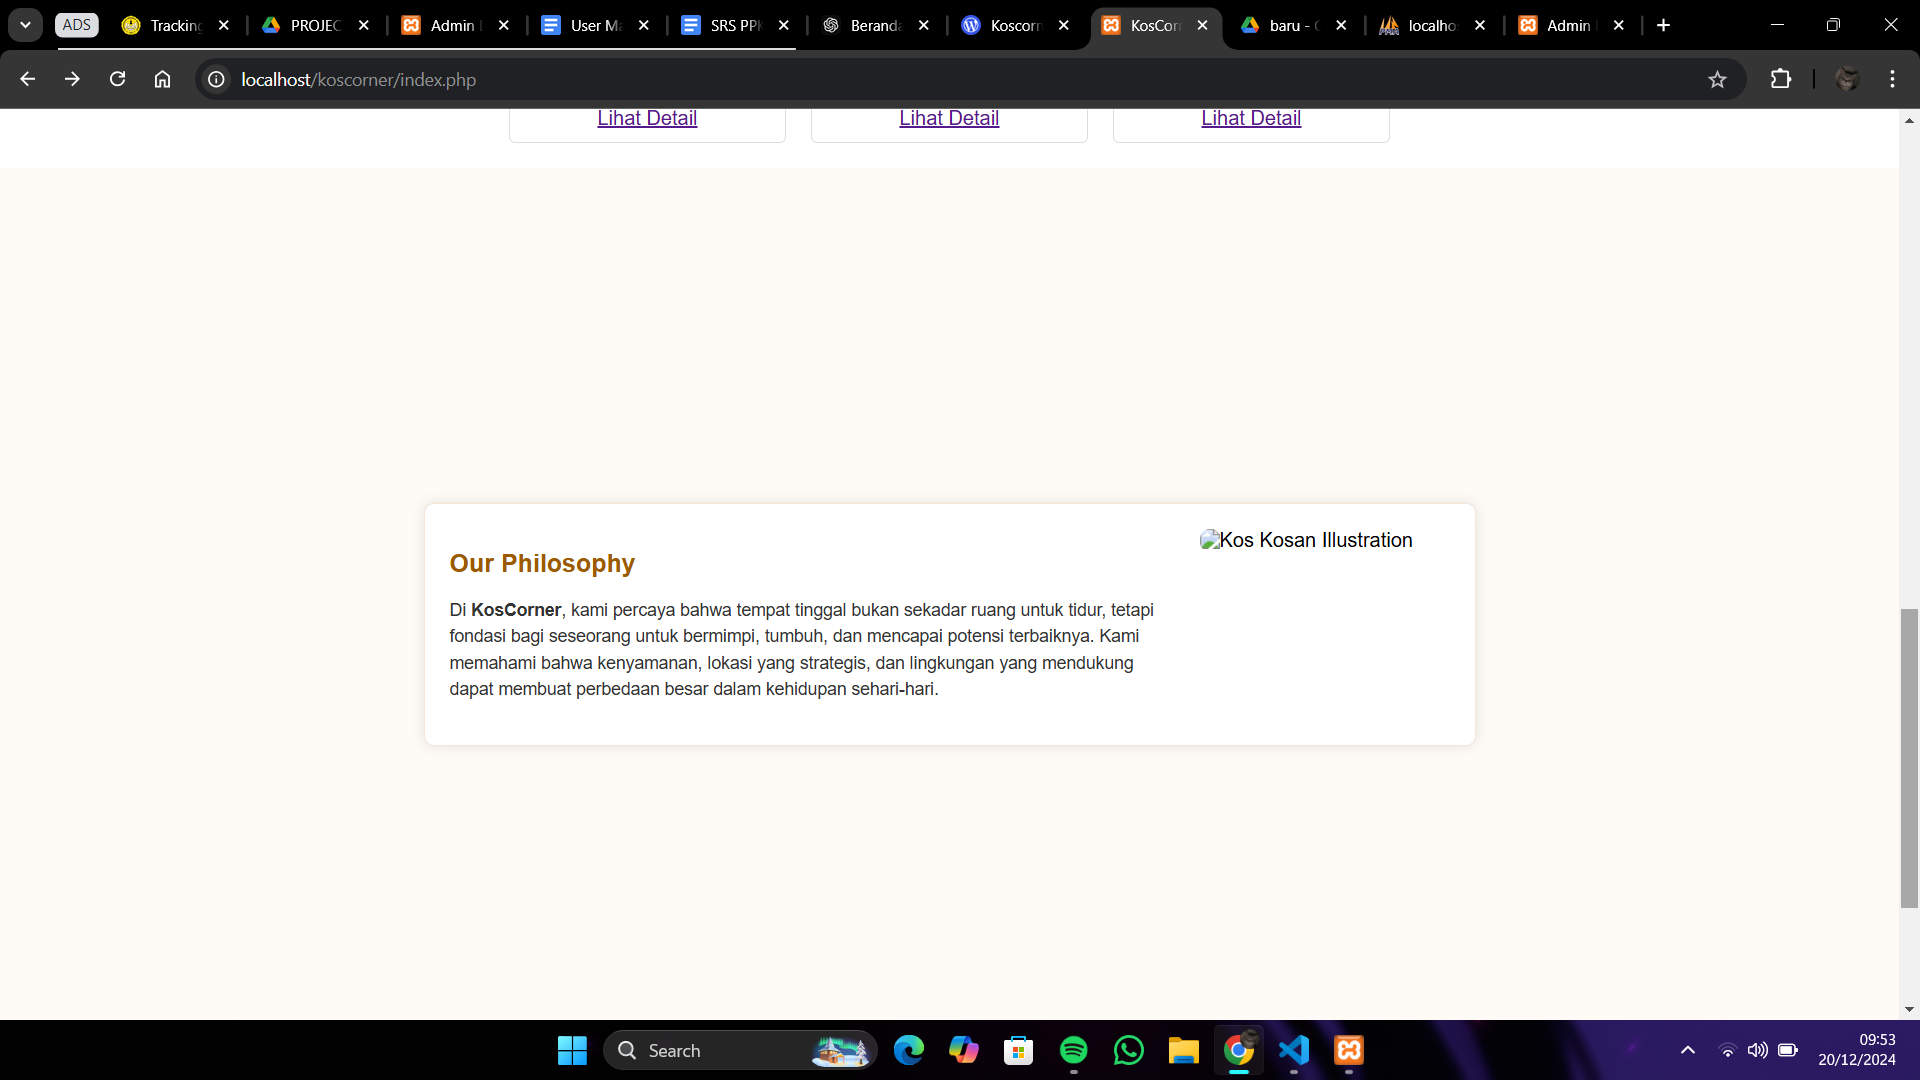 ADS
Tracking
PROJEC
Admin
User Ma
SRS PPK
Beranda
Koscorn
KosCor
baru -
localho
Admin
localhost/koscorner/index.php
Lihat Detail
Lihat Detail
Lihat Detail
Our Philosophy
Kos Kosan Illustration
Di KosCorner, kami percaya bahwa tempat tinggal bukan sekadar ruang untuk tidur, tetapi
fondasi bagi seseorang untuk bermimpi, tumbuh, dan mencapai potensi terbaiknya. Kami
memahami bahwa kenyamanan, lokasi yang strategis, dan lingkungan yang mendukung
dapat membuat perbedaan besar dalam kehidupan sehari-hari.
Search
09:53
20/12/2024